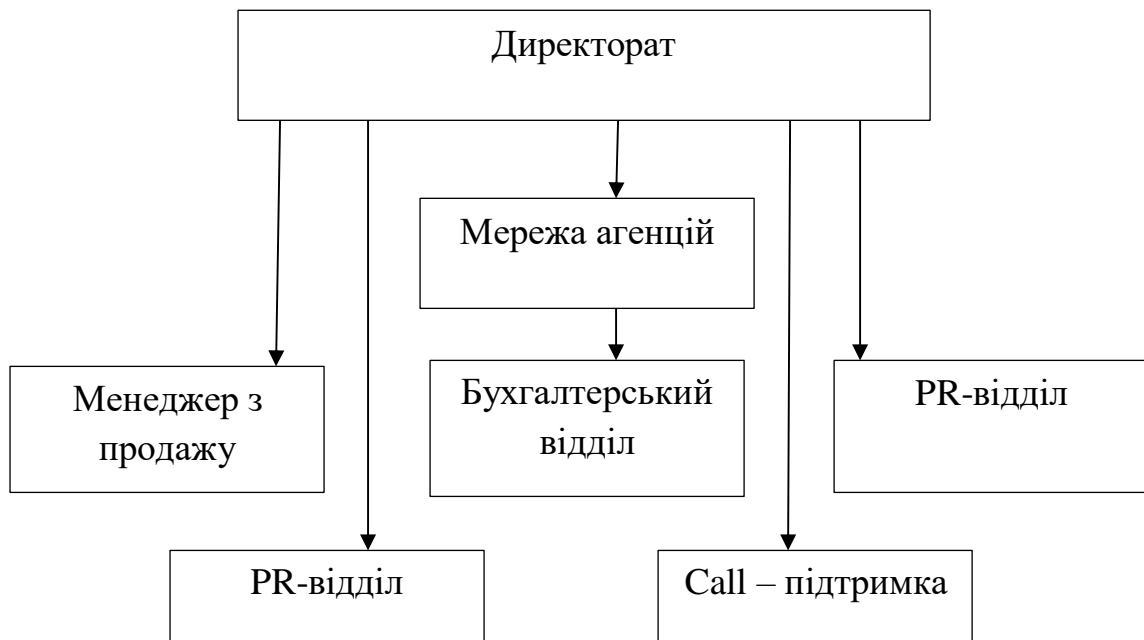 Директорат
Мережа агенцій
Менеджер з
продажу
Бухгалтерський
відділ
PR-відділ
PR-відділ
Call – підтримка